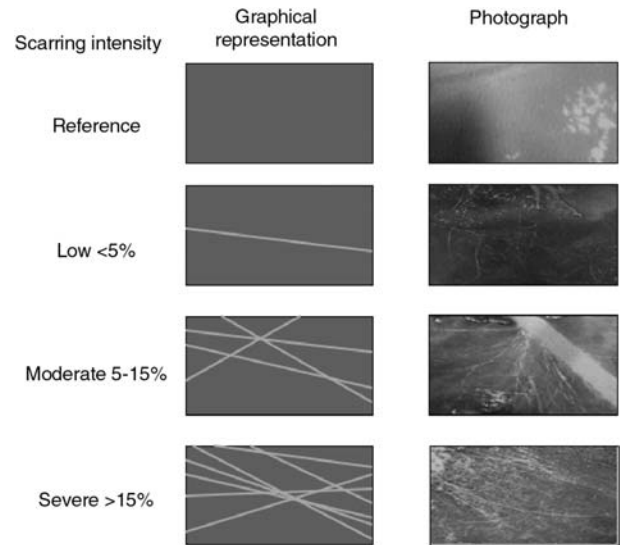 Scarring intensity
Graphical
representation
Photograph
Reference
Low <5%
Moderate 5-15%
Severe >15%